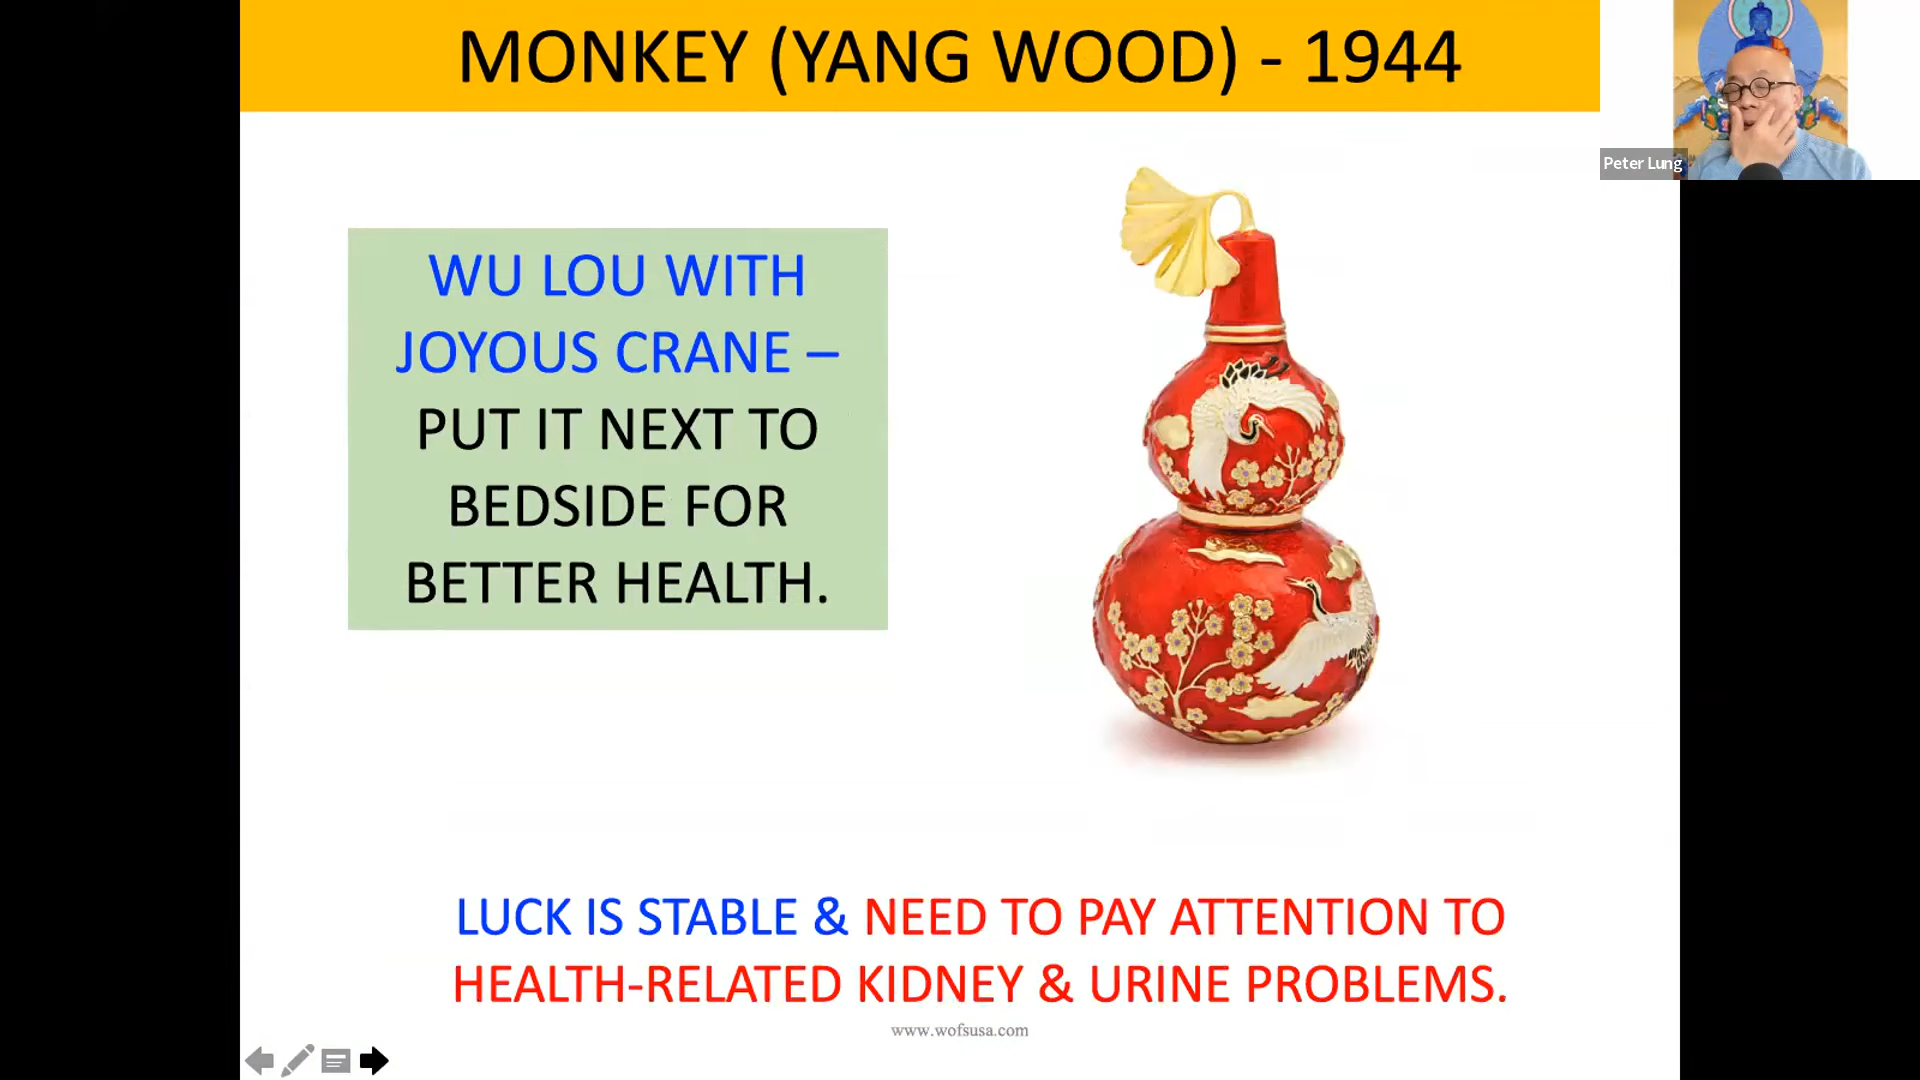 MONKEY (YANG WOOD) - 1944
Peter Lung
WU LOU WITH
JOYOUS CRANE –
PUT IT NEXT TO
BEDSIDE FOR
BETTER HEALTH.
LUCK IS STABLE & NEED TO PAY ATTENTION TO
HEALTH-RELATED KIDNEY & URINE PROBLEMS.
www.wofsusa.com